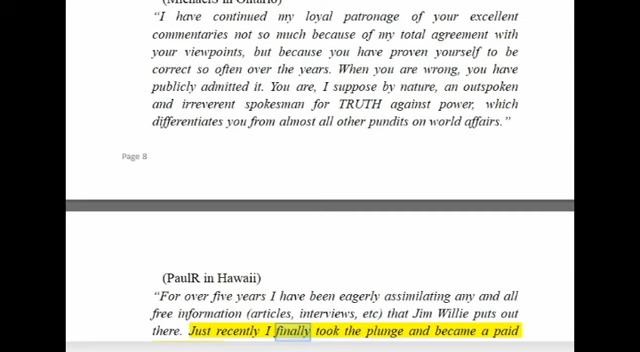 (MichaelS in Ontario)
"I have continued my loyal patronage of your excellent
commentaries not so much because of my total agreement with
your viewpoints, but because you have proven yourself to be
correct so often over the years. When you are wrong, you have
publicly admitted it. You are, I suppose by nature, an outspoken
and irreverent spokesman for TRUTH against power, which
differentiates you from almost all other pundits on world affairs."
Page 8
(PaulR in Hawaii)
"For over five years I have been eagerly assimilating any and all
free information (articles, interviews, etc) that Jim Willie puts out
there. Just recently I finally took the plunge and became a paid